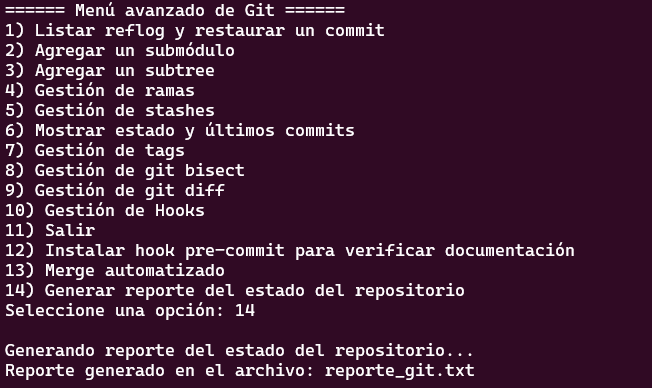 ====== Menú avanzado de Git ======
1) Listar reflog y restaurar un commit
2) Agregar un submódulo
3) Agregar un subtree
4) Gestión de ramas
5) Gestión de stashes
6) Mostrar estado y últimos commits
7) Gestión de tags
8) Gestión de git bisect
9) Gestión de git diff
10) Gestión de Hooks
11) Salir
12) Instalar hook pre-commit para verificar documentación
13) Merge automatizado
14) Generar reporte del estado del repositorio
Seleccione una opción: 14
Generando reporte del estado del repositorio...
Reporte generado en el archivo: reporte_git.txt